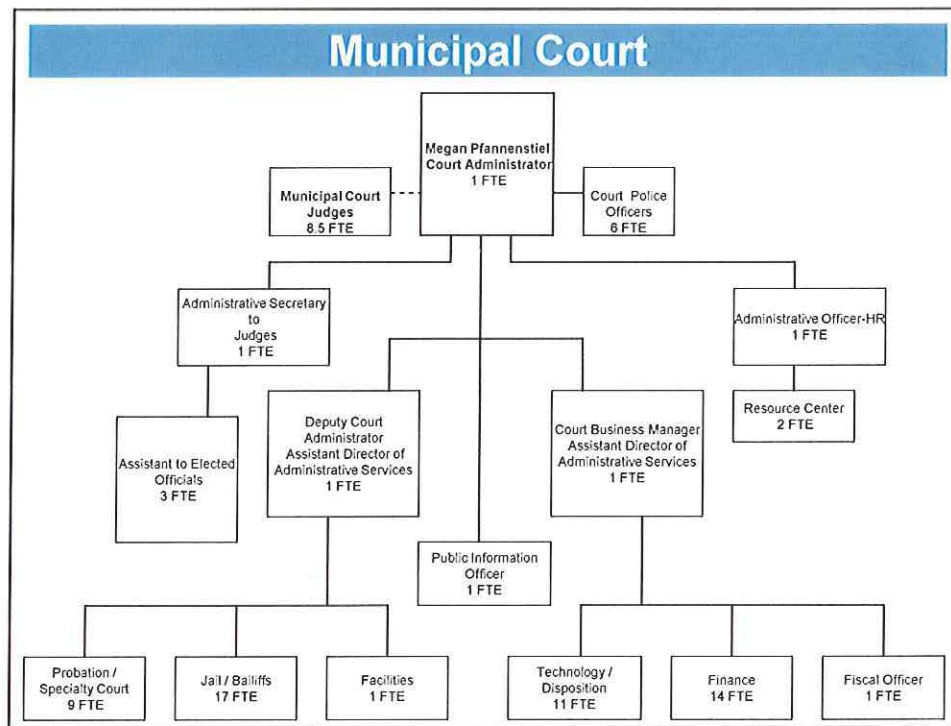 Municipal Court
Megan Pfannenstiel
Court Administrator
1 FTE
Municipal Court
Judges
8.5 FTE
Court Police
Officers
6 FTE
Administrative Secretary
to
Judges
1 FTE
Administrative Officer-HR
1 FTE
Assistant to Elected
Officials
3 FTE
Deputy Court
Administrator
Assistant Director of
Administrative Services
1 FTE
Court Business Manager
Assistant Director of
Administrative Services
1 FTE
Resource Center
2 FTE
Public Information
Officer
1 FTE
Probation /
Specialty Court
9 FTE
Jail / Bailiffs
17 FTE
Facilities
1 FTE
Technology /
Disposition
11 FTE
Finance
14 FTE
Fiscal Officer
1 FTE